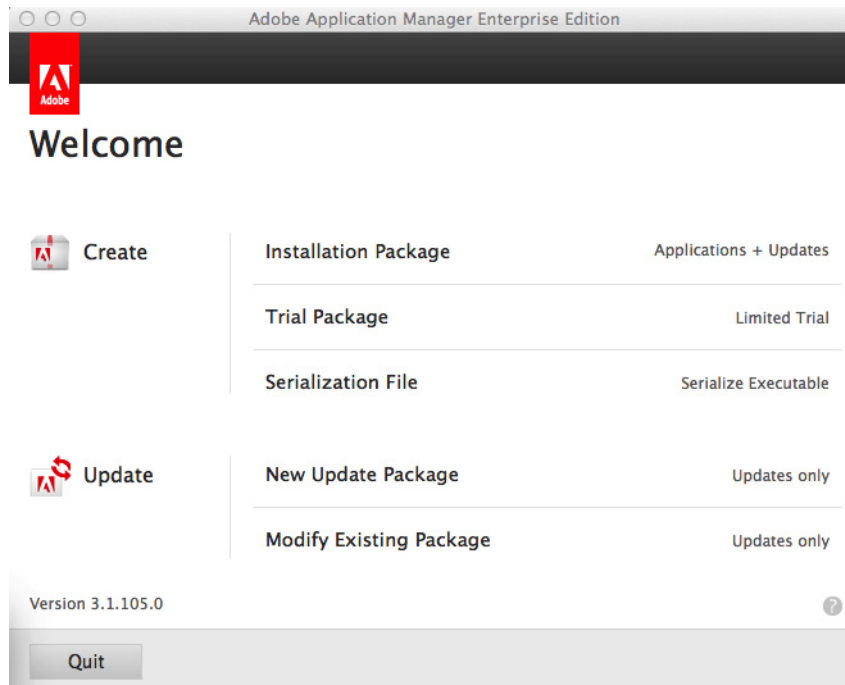 Adobe Application Manager Enterprise Edition
Adobe
Welcome
Create
Installation Package Applications + Updates
Trial Package Limited Trial
Serialization File Serialize Executable
Update
New Update Package Updates only
Modify Existing Package Updates only
Version 3.1.105.0
?
Quit